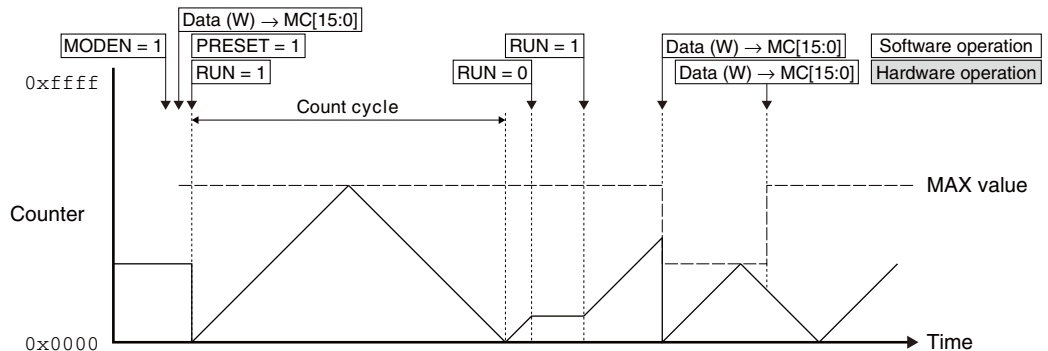 Data (W) → MC[15:0]
MODEN = 1
PRESET = 1
RUN = 1
RUN = 1
RUN = 0
Data (W) → MC[15:0]
Data (W) → MC[15:0]
Software operation
Hardware operation
0xffff
Count cycle
MAX value
Counter
0x0000
Time